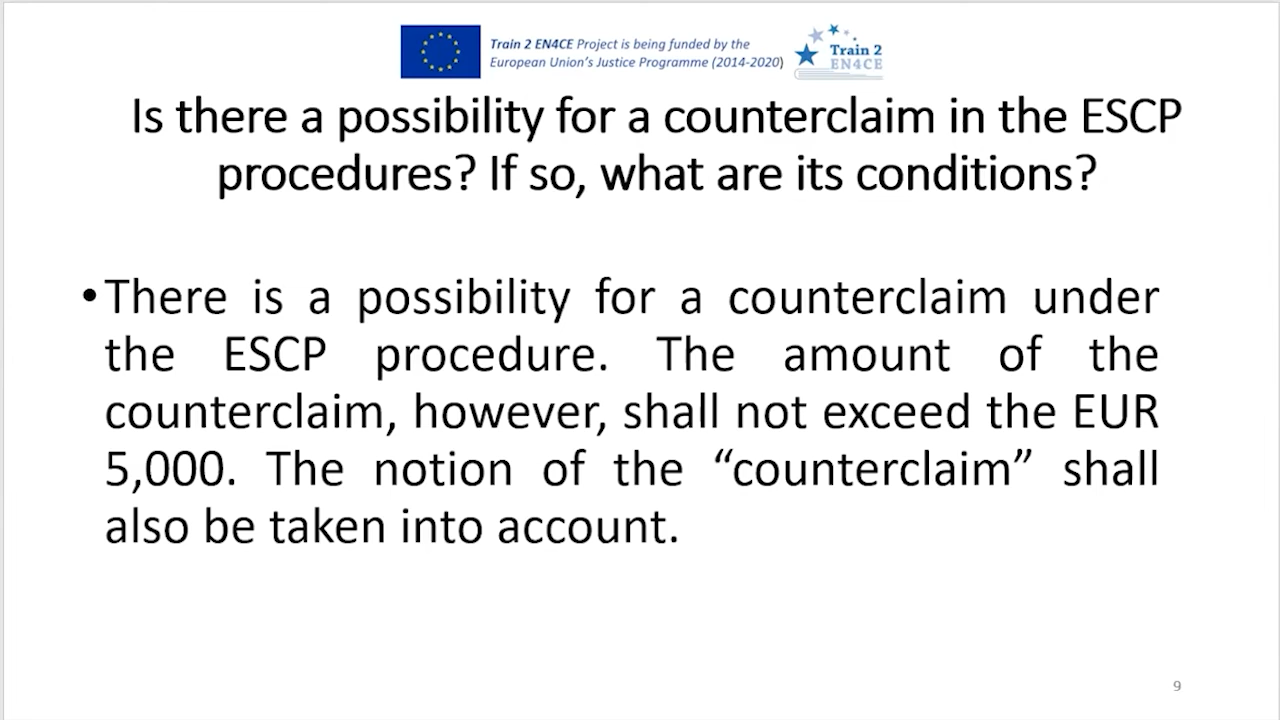 Train 2 EN4CE Project is being funded by the
European Union's Justice Programme (2014-2020)
Train 2
EN4CE
Is there a possibility for a counterclaim in the ESCP
procedures? If so, what are its conditions?
•There is a possibility for a counterclaim under
the ESCP procedure. The amount of the
counterclaim, however, shall not exceed the EUR
5,000. The notion of the “counterclaim” shall
also be taken into account.
9